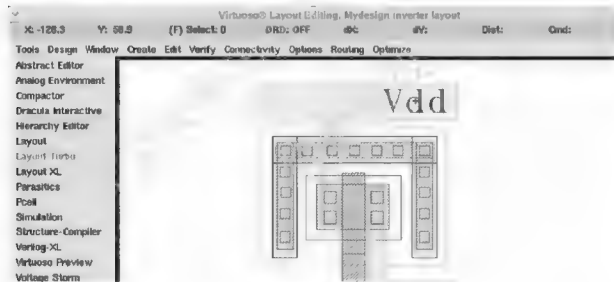 Virtuoso® Layout Editing, Mydesign inverter layout
X: -128.3 Y: 58.9 (F) Select: 0 DRD: OFF dX: dY: Dist: Cmd:
Tools Design Window Create Edit Verify Connectivity Options Routing Optimize
Abstract Editor
Analog Environment
Compactor
Dracula Interactive
Hierarchy Editor
Layout
Layout Turbo
Layout XL
Parasitics
Pcell
Simulation
Structure-Compiler
Verilog-XL
Virtuoso Preview
Voltage Storm
Vdd